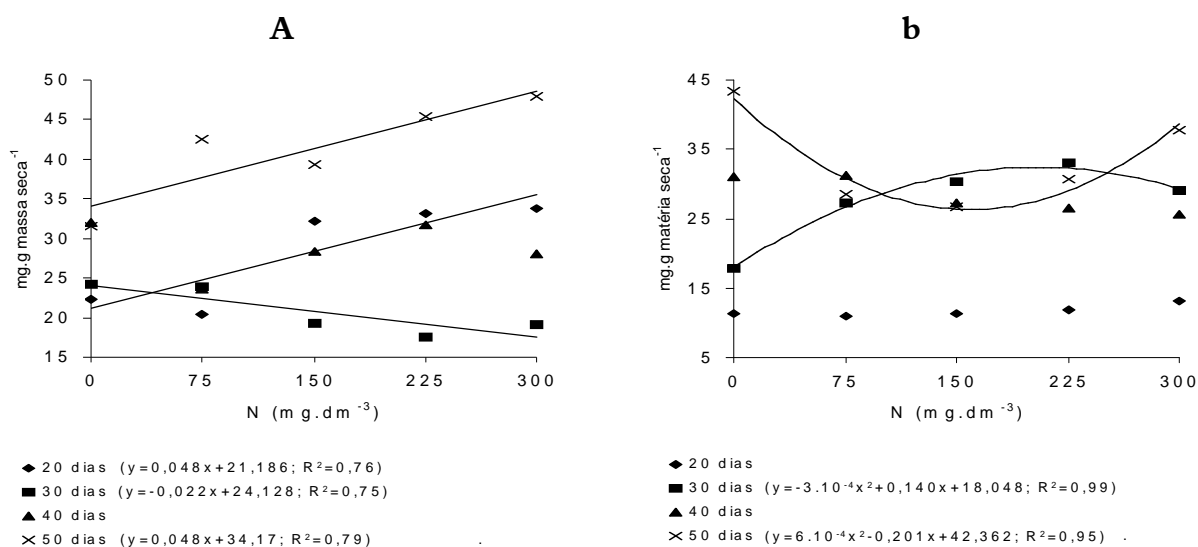 A
mg.g massa seca⁻¹
50
45
40
35
30
25
20
15
0 75 150 225 300
N (mg.dm⁻³)
20 dias (y=0,048x+21,186; R²=0,76)
30 dias (y=-0,022x+24,128; R²=0,75)
40 dias
50 dias (y=0,048x+34,17; R²=0,79) .
b
mg.g matéria seca⁻¹
45
35
25
15
5
0 75 150 225 300
N (mg.dm⁻³)
20 dias
30 dias (y=-3.10⁻⁴x²+0,140x+18,048; R²=0,99)
40 dias
50 dias (y=6.10⁻⁴x²-0,201x+42,362; R²=0,95) .